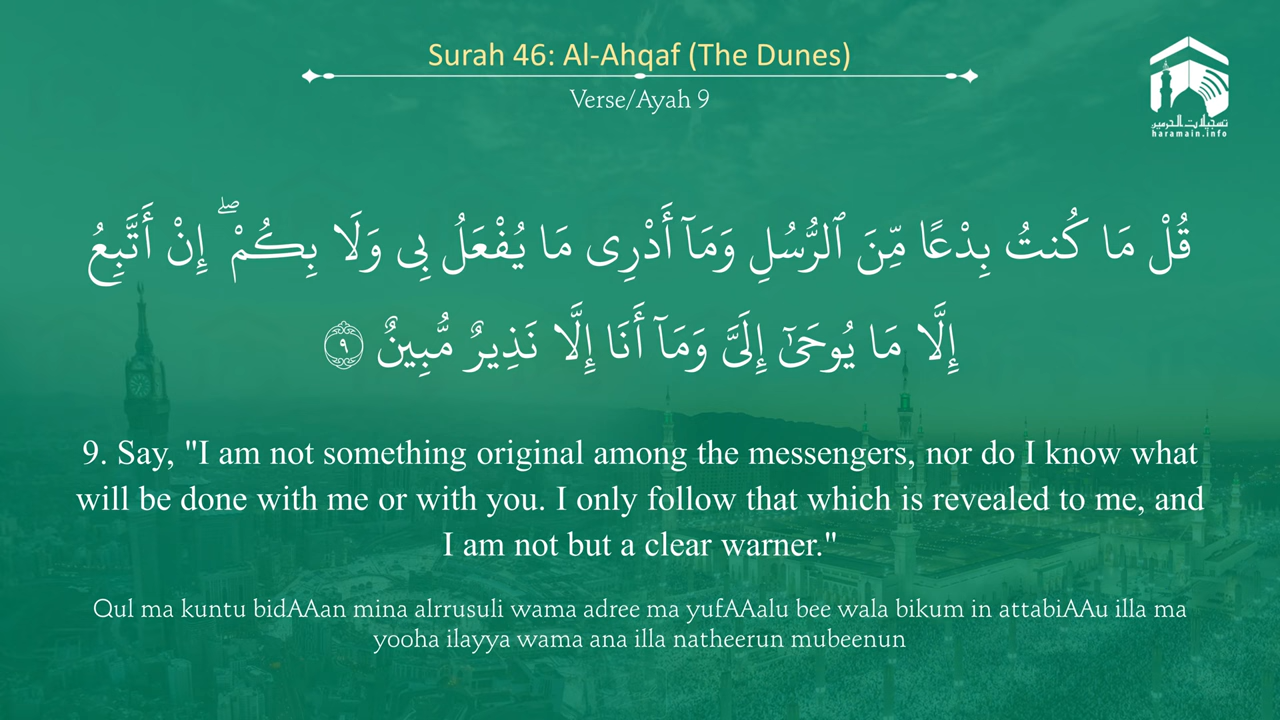 Surah 46: Al-Ahqaf (The Dunes)
Verse/Ayah 9
تسجيلات الحرمين
haramain.info
قُلْ مَا كُنتُ بِدْعًا مِّنَ ٱلرُّسُلِ وَمَآ أَدْرِى مَا يُفْعَلُ بِى وَلَا بِكُمْ ۖ إِنْ أَتَّبِعُ
إِلَّا مَا يُوحَىٰٓ إِلَىَّ وَمَآ أَنَا۠ إِلَّا نَذِيرٌ مُّبِينٌ ٩
9. Say, "I am not something original among the messengers, nor do I know what
will be done with me or with you. I only follow that which is revealed to me, and
I am not but a clear warner."
Qul ma kuntu bidAAan mina alrrusuli wama adree ma yufAAalu bee wala bikum in attabiAAu illa ma
yooha ilayya wama ana illa natheerun mubeenun